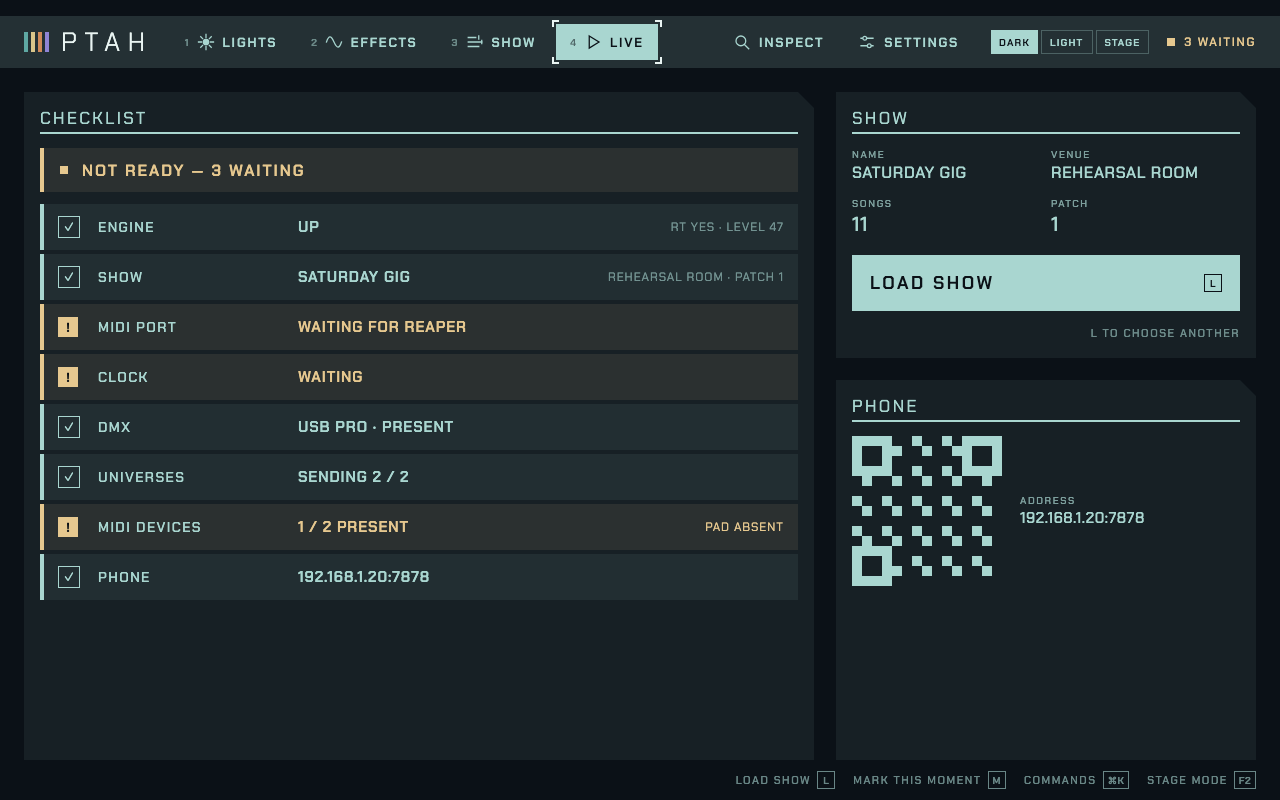 PTAH
1 LIGHTS
2 EFFECTS
3 SHOW
4 LIVE
INSPECT
SETTINGS
DARK LIGHT STAGE
3 WAITING
CHECKLIST
NOT READY — 3 WAITING
ENGINE UP RT YES · LEVEL 47
SHOW SATURDAY GIG REHEARSAL ROOM · PATCH 1
! MIDI PORT WAITING FOR REAPER
! CLOCK WAITING
DMX USB PRO · PRESENT
UNIVERSES SENDING 2 / 2
! MIDI DEVICES 1 / 2 PRESENT PAD ABSENT
PHONE 192.168.1.20:7878
SHOW
NAME VENUE
SATURDAY GIG REHEARSAL ROOM
SONGS PATCH
11 1
LOAD SHOW L
L TO CHOOSE ANOTHER
PHONE
ADDRESS
192.168.1.20:7878
LOAD SHOW L MARK THIS MOMENT M COMMANDS ⌘K STAGE MODE F2